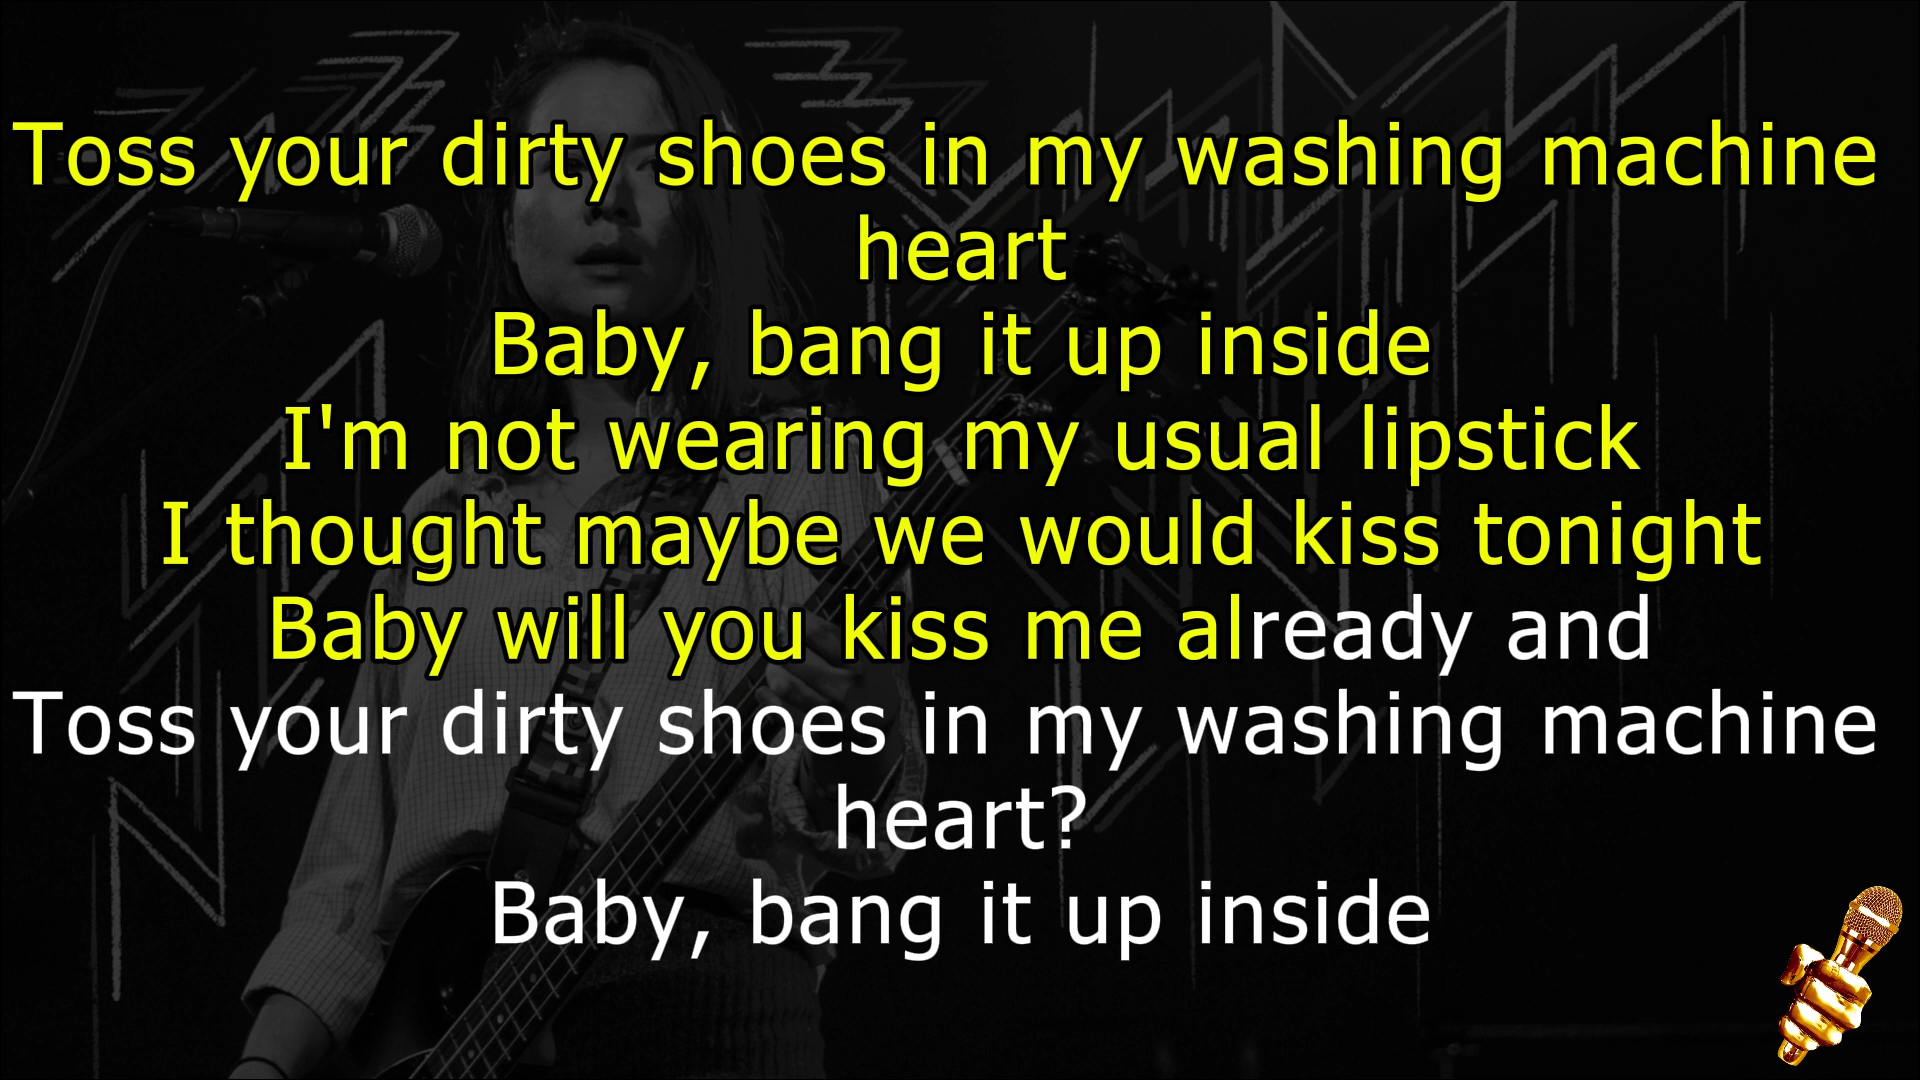 Toss your dirty shoes in my washing machine
heart
Baby, bang it up inside
I'm not wearing my usual lipstick
I thought maybe we would kiss tonight
Baby will you kiss me already and
Toss your dirty shoes in my washing machine
heart?
Baby, bang it up inside